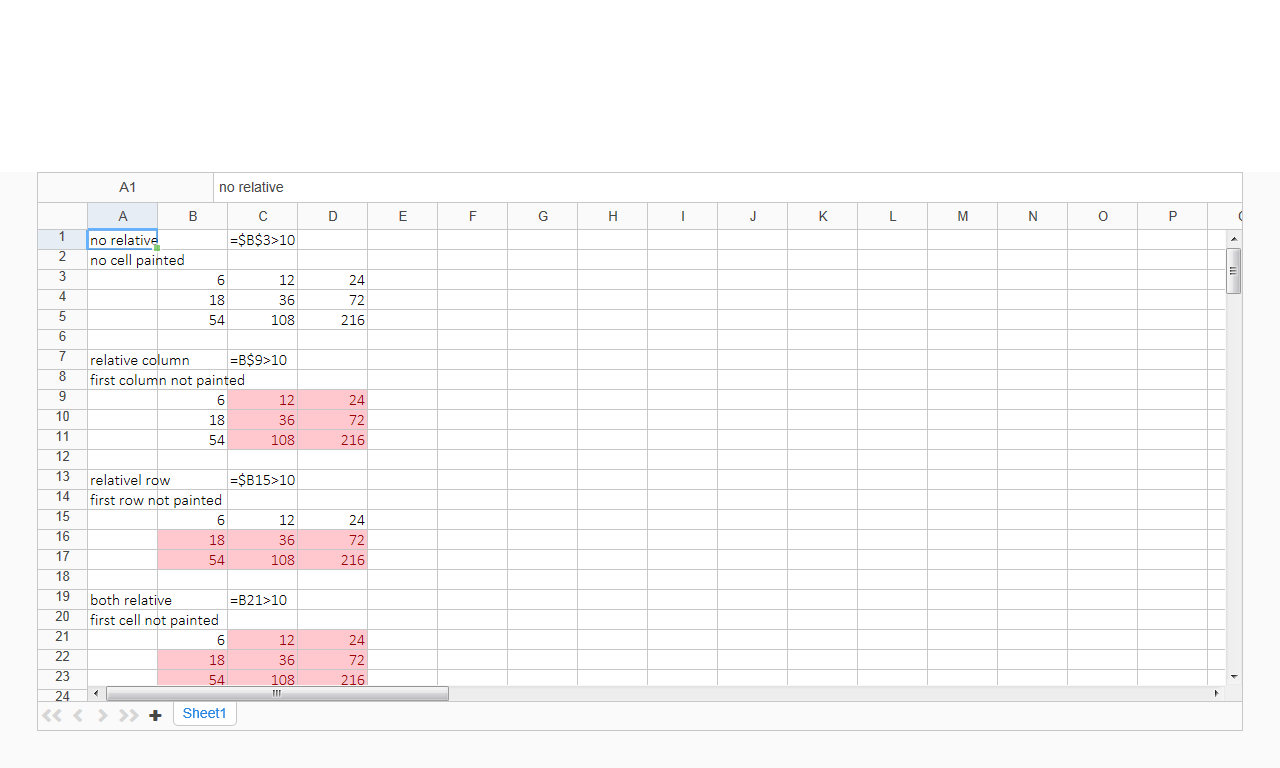 A1 no relative
A B C D E F G H I J K L M N O P
1 no relative =$B$3>10
2 no cell painted
3 6 12 24
4 18 36 72
5 54 108 216
6
7 relative column =B$9>10
8 first column not painted
9 6 12 24
10 18 36 72
11 54 108 216
12
13 relativel row =$B15>10
14 first row not painted
15 6 12 24
16 18 36 72
17 54 108 216
18
19 both relative =B21>10
20 first cell not painted
21 6 12 24
22 18 36 72
23 54 108 216
24
Sheet1